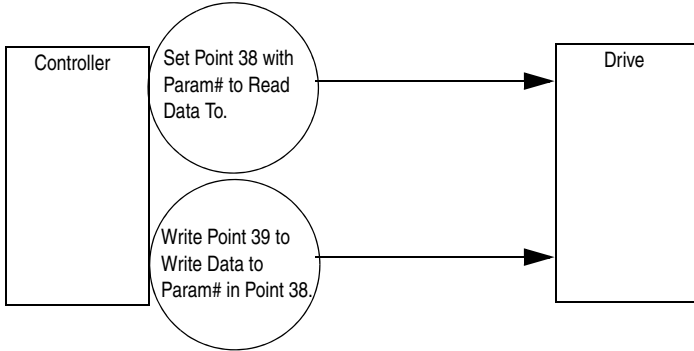 Controller
Set Point 38 with
Param# to Read
Data To.
Drive
Write Point 39 to
Write Data to
Param# in Point 38.